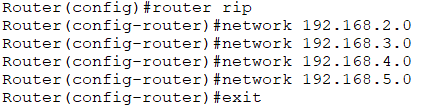 Router(config)#router rip
Router(config-router)#network 192.168.2.0
Router(config-router)#network 192.168.3.0
Router(config-router)#network 192.168.4.0
Router(config-router)#network 192.168.5.0
Router(config-router)#exit